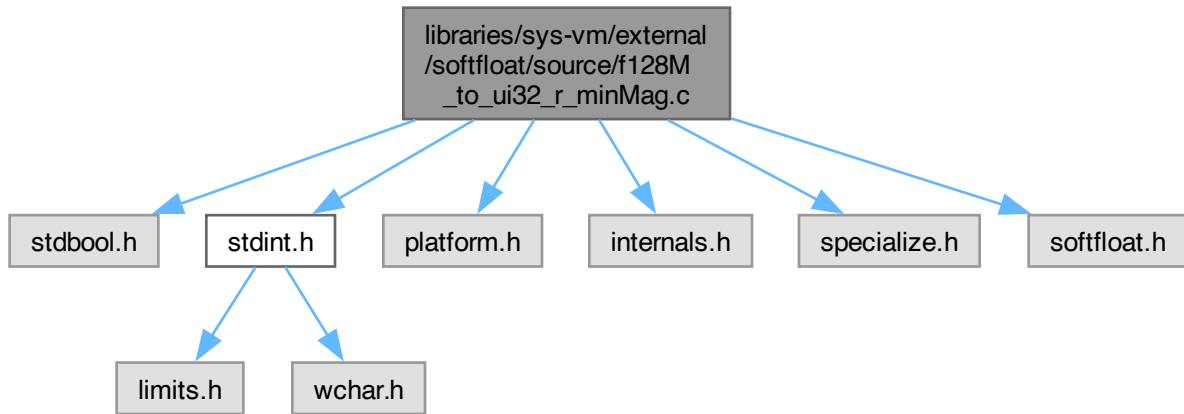 libraries/sys-vm/external
/softfloat/source/f128M
_to_ui32_r_minMag.c
stdbool.h
stdint.h
platform.h
internals.h
specialize.h
softfloat.h
limits.h
wchar.h